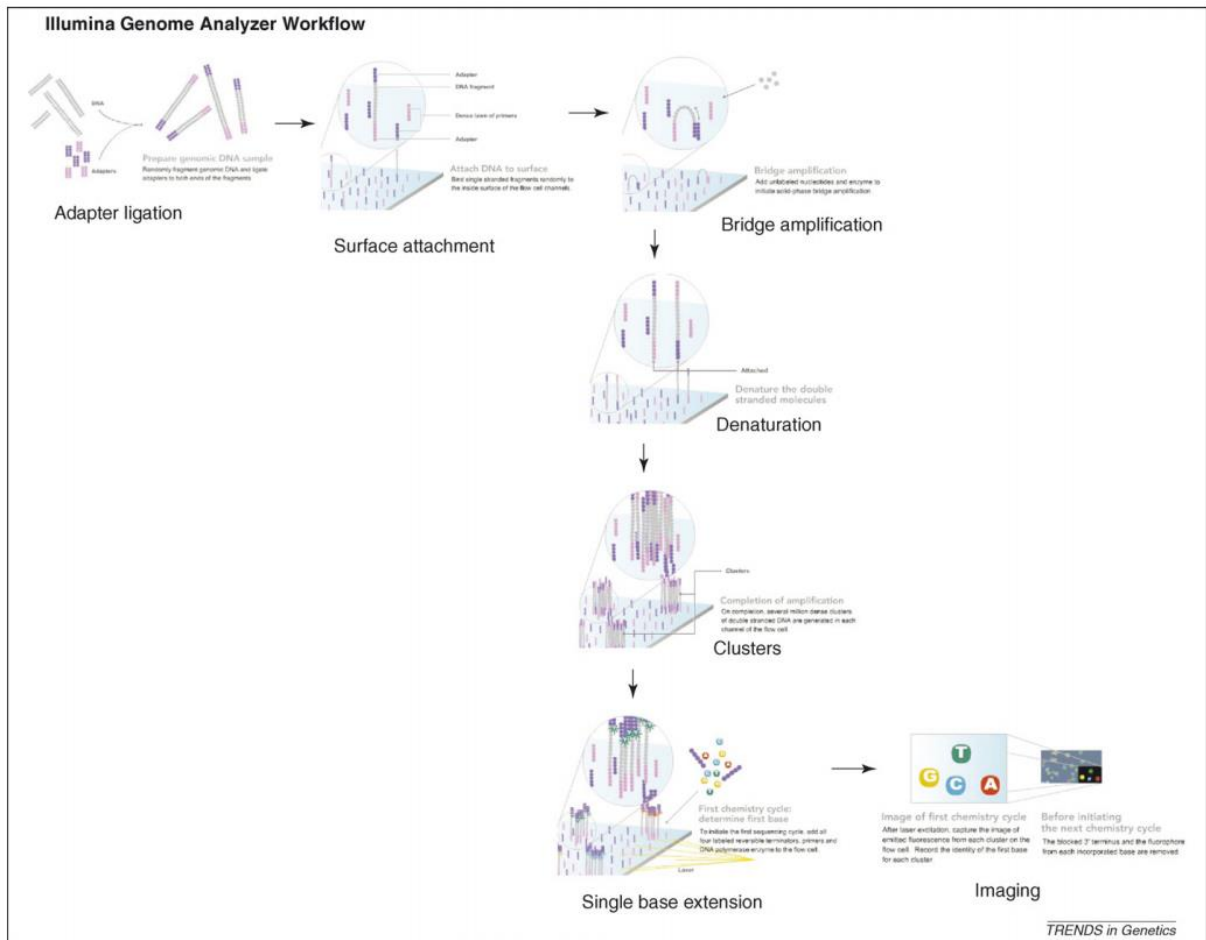 Illumina Genome Analyzer Workflow
DNA
Adapters
Prepare genomic DNA sample
Randomly fragment genomic DNA and ligate
adapters to both ends of the fragments
Adapter ligation
Adapter
DNA fragment
Dense lawn of primers
Adapter
Attach DNA to surface
Bind single stranded fragments randomly to
the inside surface of the flow cell channels.
Surface attachment
Bridge amplification
Add unlabeled nucleotides and enzyme to
initiate solid-phase bridge amplification
Bridge amplification
Attached
Denature the double
stranded molecules
Denaturation
Clusters
Completion of amplification
On completion, several million dense clusters
of double stranded DNA are generated in each
channel of the flow cell
Clusters
First chemistry cycle:
determine first base
To initiate the first sequencing cycle, add all
four labeled reversible terminators, primers and
DNA polymerase enzyme to the flow cell.
Laser
Single base extension
T
G
C
A
Image of first chemistry cycle
After laser excitation, capture the image of
emitted fluorescence from each cluster on the
flow cell. Record the identity of the first base
for each cluster
Before initiating
the next chemistry cycle
The blocked 3' terminus and the fluorophore
from each incorporated base are removed
Imaging
TRENDS in Genetics